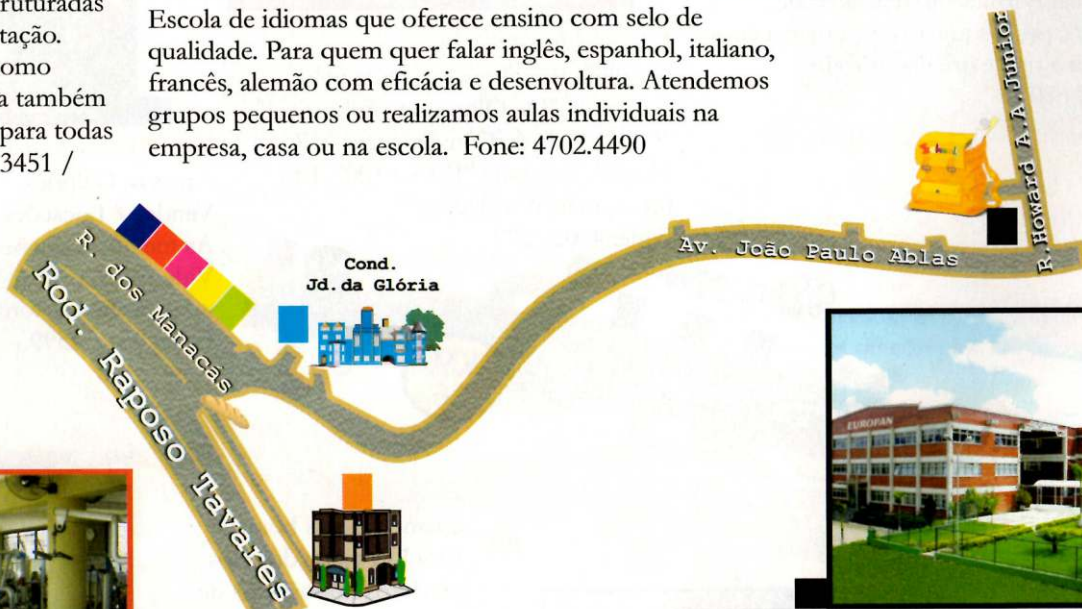 ruturadas
tação.
omo
a também
para todas
3451 /
Escola de idiomas que oferece ensino com selo de
qualidade. Para quem quer falar inglês, espanhol, italiano,
francês, alemão com eficácia e desenvoltura. Atendemos
grupos pequenos ou realizamos aulas individuais na
empresa, casa ou na escola. Fone: 4702.4490
R. Howard A.A.Junior
School
Av. João Paulo Ablas
Cond.
Jd. da Glória
R. dos Manacás
Rod. Raposo Tavares
EUROPAN